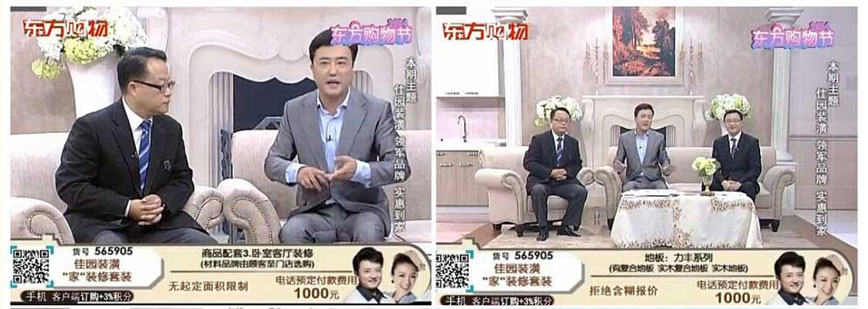 东方购物
东方购物节
本期主题
佳园装潢 领军品牌 实惠到家
货号 565905
佳园装潢
“家”装修套装
商品配套3.卧室客厅装修
(材料品牌由顾客至门店选购)
无起定面积限制
电话预定付款费用
1000元
手机 客户端订购+3%积分
东方购物
东方购物节
本期主题
佳园装潢 领军品牌 实惠到家
货号 565905
佳园装潢
“家”装修套装
地板：力丰系列
(有复合地板 实木复合地板 实木地板)
拒绝含糊报价
电话预定付款费用
1000元
手机 客户端订购+3%积分